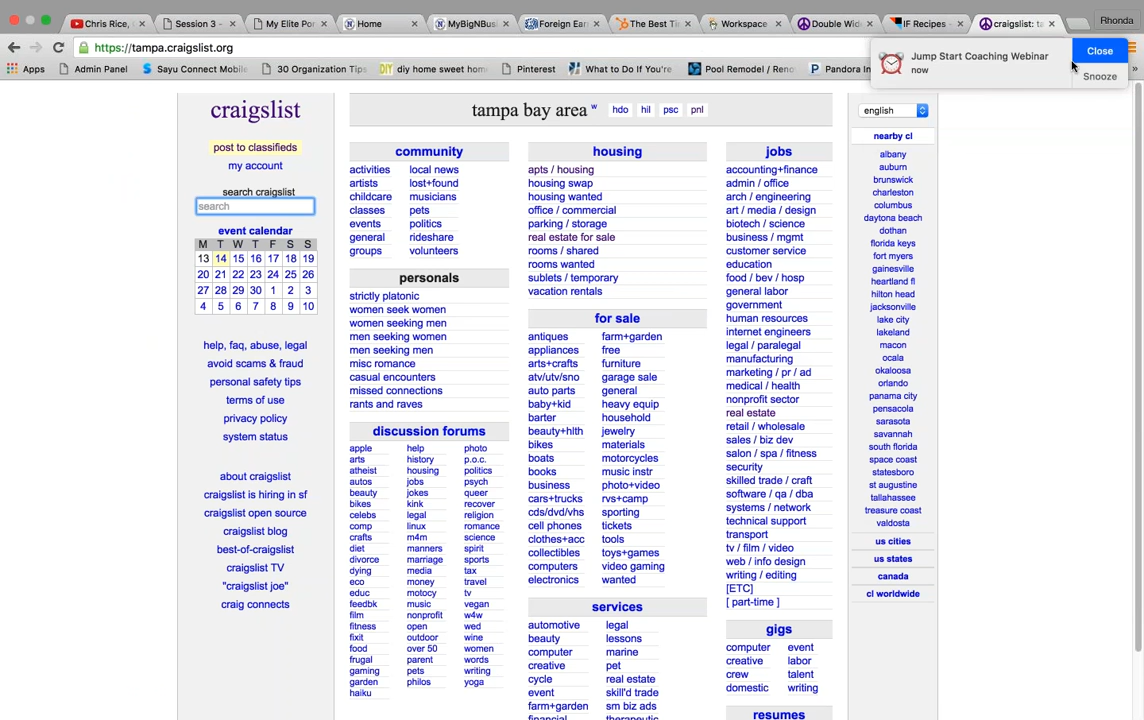 Chris Rice,
Session 3 -
My Elite Por
Home
MyBigNBus
Foreign Earn
The Best Tim
Workspace
Double Wide
IF Recipes -
craigslist: ta
Rhonda
https://tampa.craigslist.org
Apps
Admin Panel
Sayu Connect Mobile
30 Organization Tips
diy home sweet home
Pinterest
What to Do If You're
Pool Remodel / Reno
Pandora In
»
Jump Start Coaching Webinar
now
Close
Snooze
craigslist
post to classifieds
my account
search craigslist
search
event calendar
M T W T F S S
13 14 15 16 17 18 19
20 21 22 23 24 25 26
27 28 29 30 1 2 3
4 5 6 7 8 9 10
help, faq, abuse, legal
avoid scams & fraud
personal safety tips
terms of use
privacy policy
system status
about craigslist
craigslist is hiring in sf
craigslist open source
craigslist blog
best-of-craigslist
craigslist TV
"craigslist joe"
craig connects
tampa bay area w hdo hil psc pnl
community
activities
artists
childcare
classes
events
general
groups
local news
lost+found
musicians
pets
politics
rideshare
volunteers
personals
strictly platonic
women seek women
women seeking men
men seeking women
men seeking men
misc romance
casual encounters
missed connections
rants and raves
discussion forums
apple
arts
atheist
autos
beauty
bikes
celebs
comp
crafts
diet
divorce
dying
eco
educ
feedbk
film
fitness
fixit
food
frugal
gaming
garden
haiku
help
history
housing
jobs
jokes
kink
legal
linux
m4m
manners
marriage
media
money
motocy
music
nonprofit
open
outdoor
over 50
parent
pets
philos
photo
p.o.c.
politics
psych
queer
recover
religion
romance
science
spirit
sports
tax
travel
tv
vegan
w4w
wed
wine
women
words
writing
yoga
housing
apts / housing
housing swap
housing wanted
office / commercial
parking / storage
real estate for sale
rooms / shared
rooms wanted
sublets / temporary
vacation rentals
for sale
antiques
appliances
arts+crafts
atv/utv/sno
auto parts
baby+kid
barter
beauty+hlth
bikes
boats
books
business
cars+trucks
cds/dvd/vhs
cell phones
clothes+acc
collectibles
computers
electronics
farm+garden
free
furniture
garage sale
general
heavy equip
household
jewelry
materials
motorcycles
music instr
photo+video
rvs+camp
sporting
tickets
tools
toys+games
video gaming
wanted
services
automotive
beauty
computer
creative
cycle
event
farm+garden
financial
legal
lessons
marine
pet
real estate
skill'd trade
sm biz ads
therapeutic
jobs
accounting+finance
admin / office
arch / engineering
art / media / design
biotech / science
business / mgmt
customer service
education
food / bev / hosp
general labor
government
human resources
internet engineers
legal / paralegal
manufacturing
marketing / pr / ad
medical / health
nonprofit sector
real estate
retail / wholesale
sales / biz dev
salon / spa / fitness
security
skilled trade / craft
software / qa / dba
systems / network
technical support
transport
tv / film / video
web / info design
writing / editing
[ETC]
[ part-time ]
gigs
computer
creative
crew
domestic
event
labor
talent
writing
resumes
english
nearby cl
albany
auburn
brunswick
charleston
columbus
daytona beach
dothan
florida keys
fort myers
gainesville
heartland fl
hilton head
jacksonville
lake city
lakeland
macon
ocala
okaloosa
orlando
panama city
pensacola
sarasota
savannah
south florida
space coast
statesboro
st augustine
tallahassee
treasure coast
valdosta
us cities
us states
canada
cl worldwide